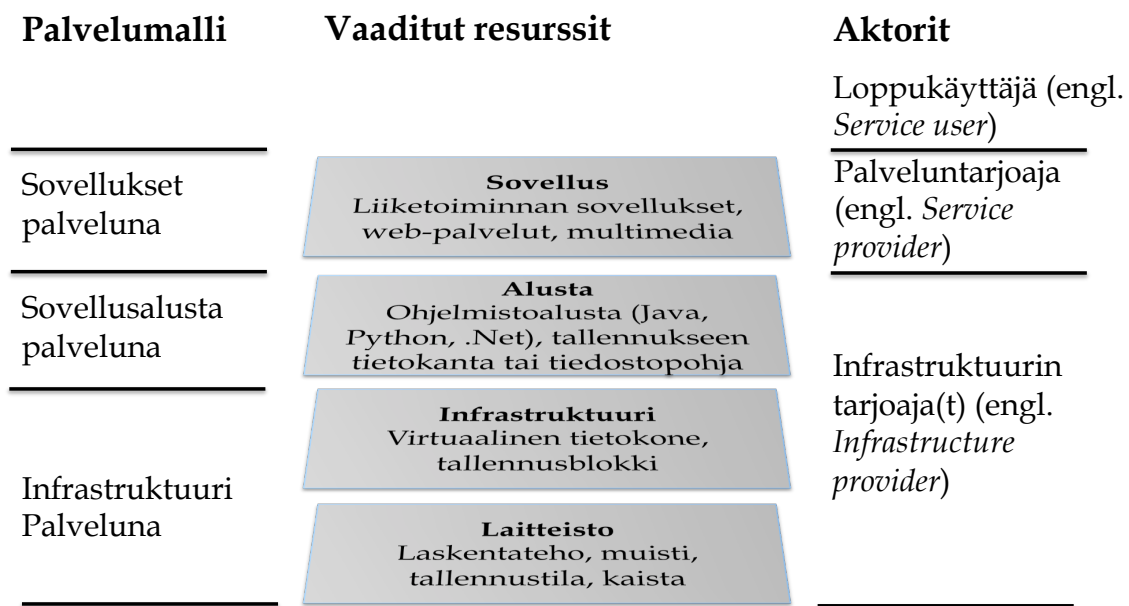 Palvelumalli
Vaaditut resurssit
Aktorit
Loppukäyttäjä (engl.
Service user)
Sovellukset
palveluna
Sovellus
Liiketoiminnan sovellukset,
web-palvelut, multimedia
Palveluntarjoaja
(engl. Service
provider)
Sovellusalusta
palveluna
Alusta
Ohjelmistoalusta (Java,
Python, .Net), tallennukseen
tietokanta tai tiedostopohja
Infrastruktuuri
Palveluna
Infrastruktuuri
Virtuaalinen tietokone,
tallennusblokki
Laitteisto
Laskentateho, muisti,
tallennustila, kaista
Infrastruktuurin
tarjoaja(t) (engl.
Infrastructure
provider)